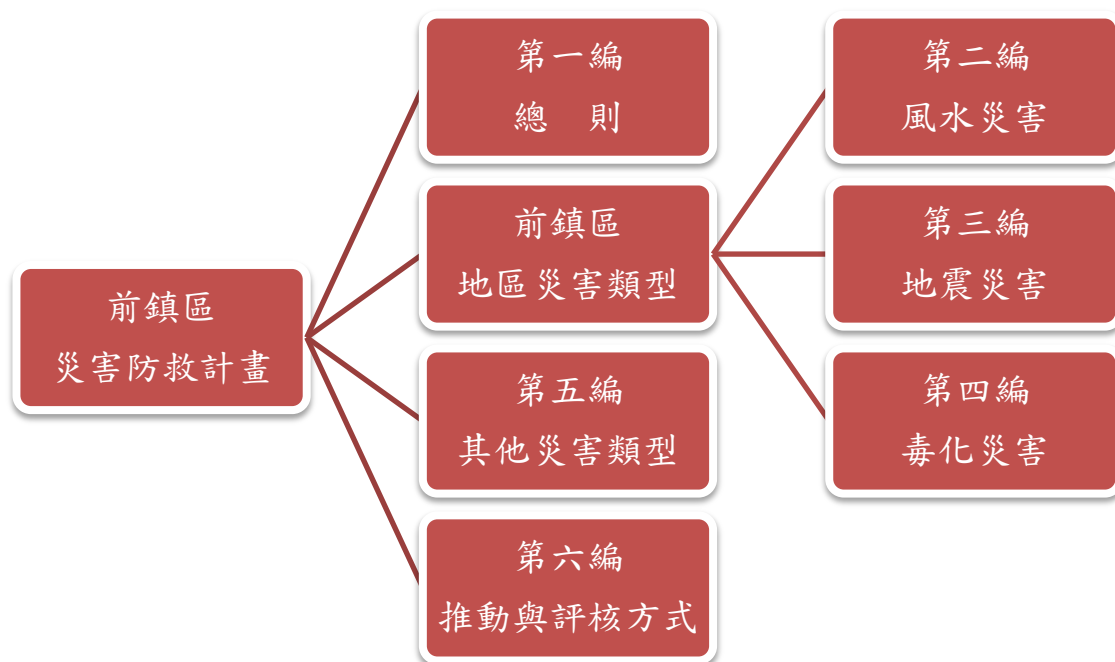 前鎮區
災害防救計畫
第一編
總　則
前鎮區
地區災害類型
第二編
風水災害
第三編
地震災害
第四編
毒化災害
第五編
其他災害類型
第六編
推動與評核方式